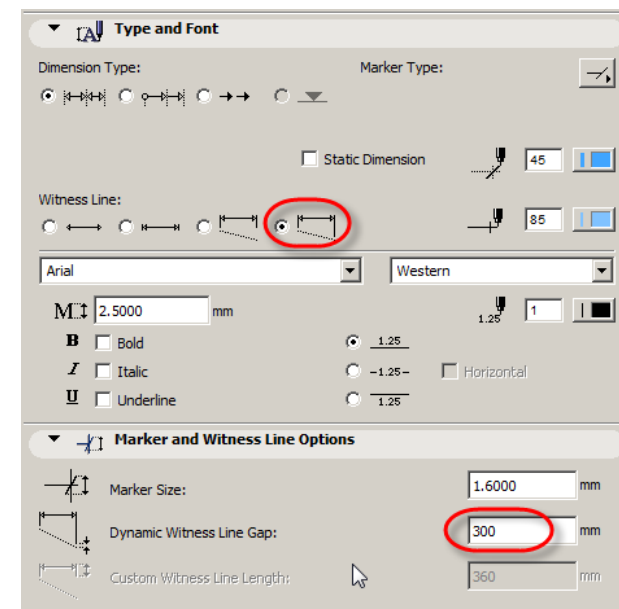 Type and Font
Dimension Type: Marker Type:
Static Dimension 45
Witness Line:
85
Arial Western
M 2.5000 mm 1.25 1
B Bold 1.25
I Italic -1.25- Horizontal
U Underline 1.25
Marker and Witness Line Options
Marker Size: 1.6000 mm
Dynamic Witness Line Gap: 300 mm
Custom Witness Line Length: 360 mm